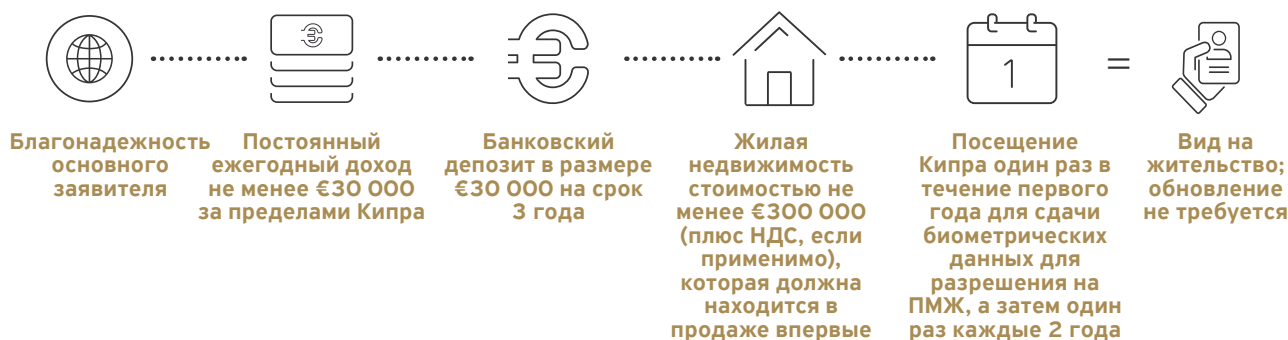 1
=
Благонадежность
основного
заявителя
Постоянный
ежегодный доход
не менее €30 000
за пределами Кипра
Банковский
депозит в размере
€30 000 на срок
3 года
Жилая
недвижимость
стоимостью не
менее €300 000
(плюс НДС, если
применимо),
которая должна
находится в
продаже впервые
Посещение
Кипра один раз в
течение первого
года для сдачи
биометрических
данных для
разрешения на
ПМЖ, а затем один
раз каждые 2 года
Вид на
жительство;
обновление
не требуется